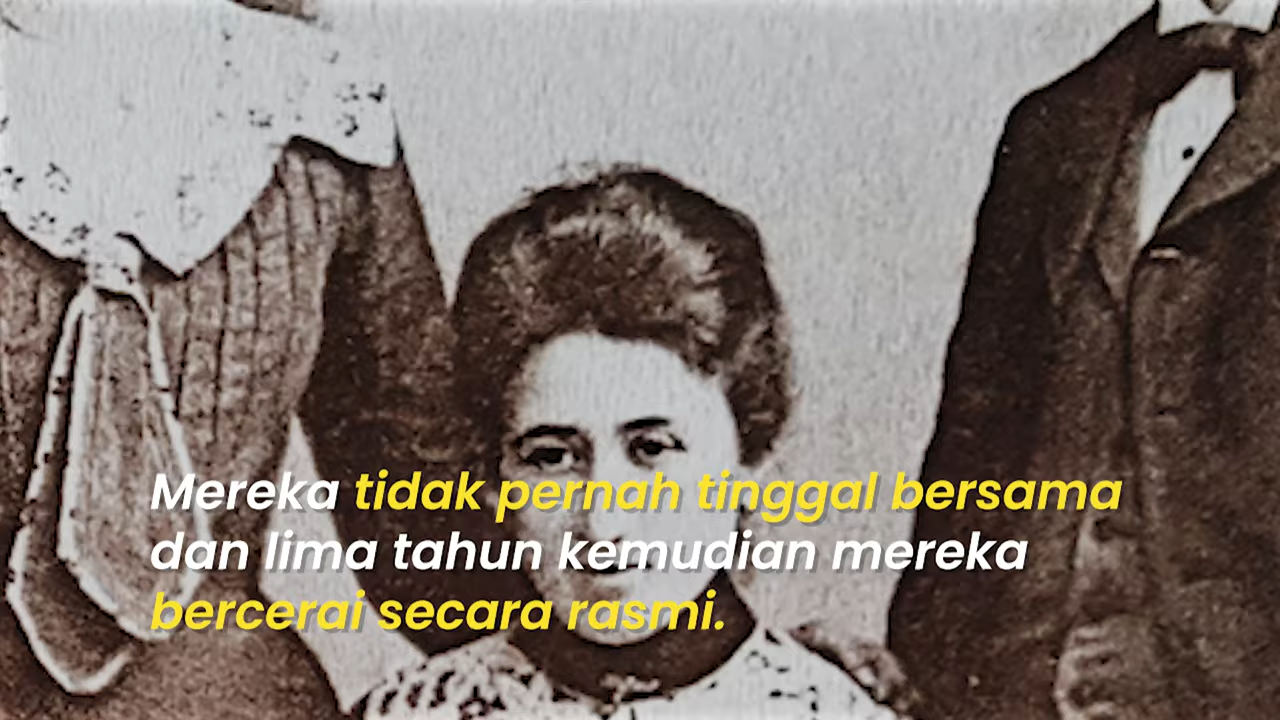 Mereka tidak pernah tinggal bersama
dan lima tahun kemudian mereka
bercerai secara rasmi.